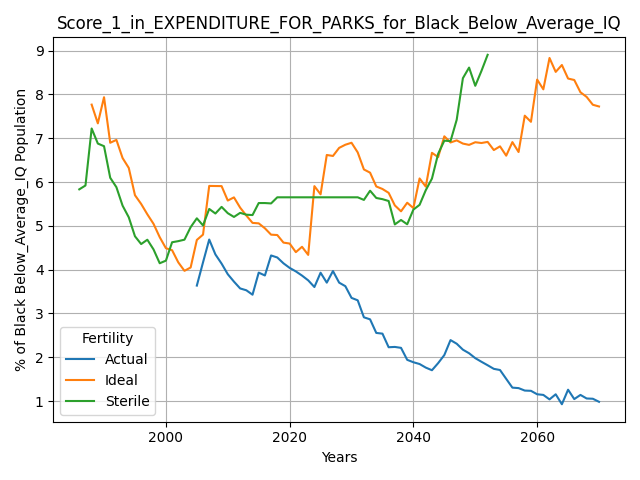 Score_1_in_EXPENDITURE_FOR_PARKS_for_Black_Below_Average_IQ
% of Black Below_Average_IQ Population
9
8
7
6
5
4
3
2
1
Fertility
Actual
Ideal
Sterile
2000
2020
2040
2060
Years